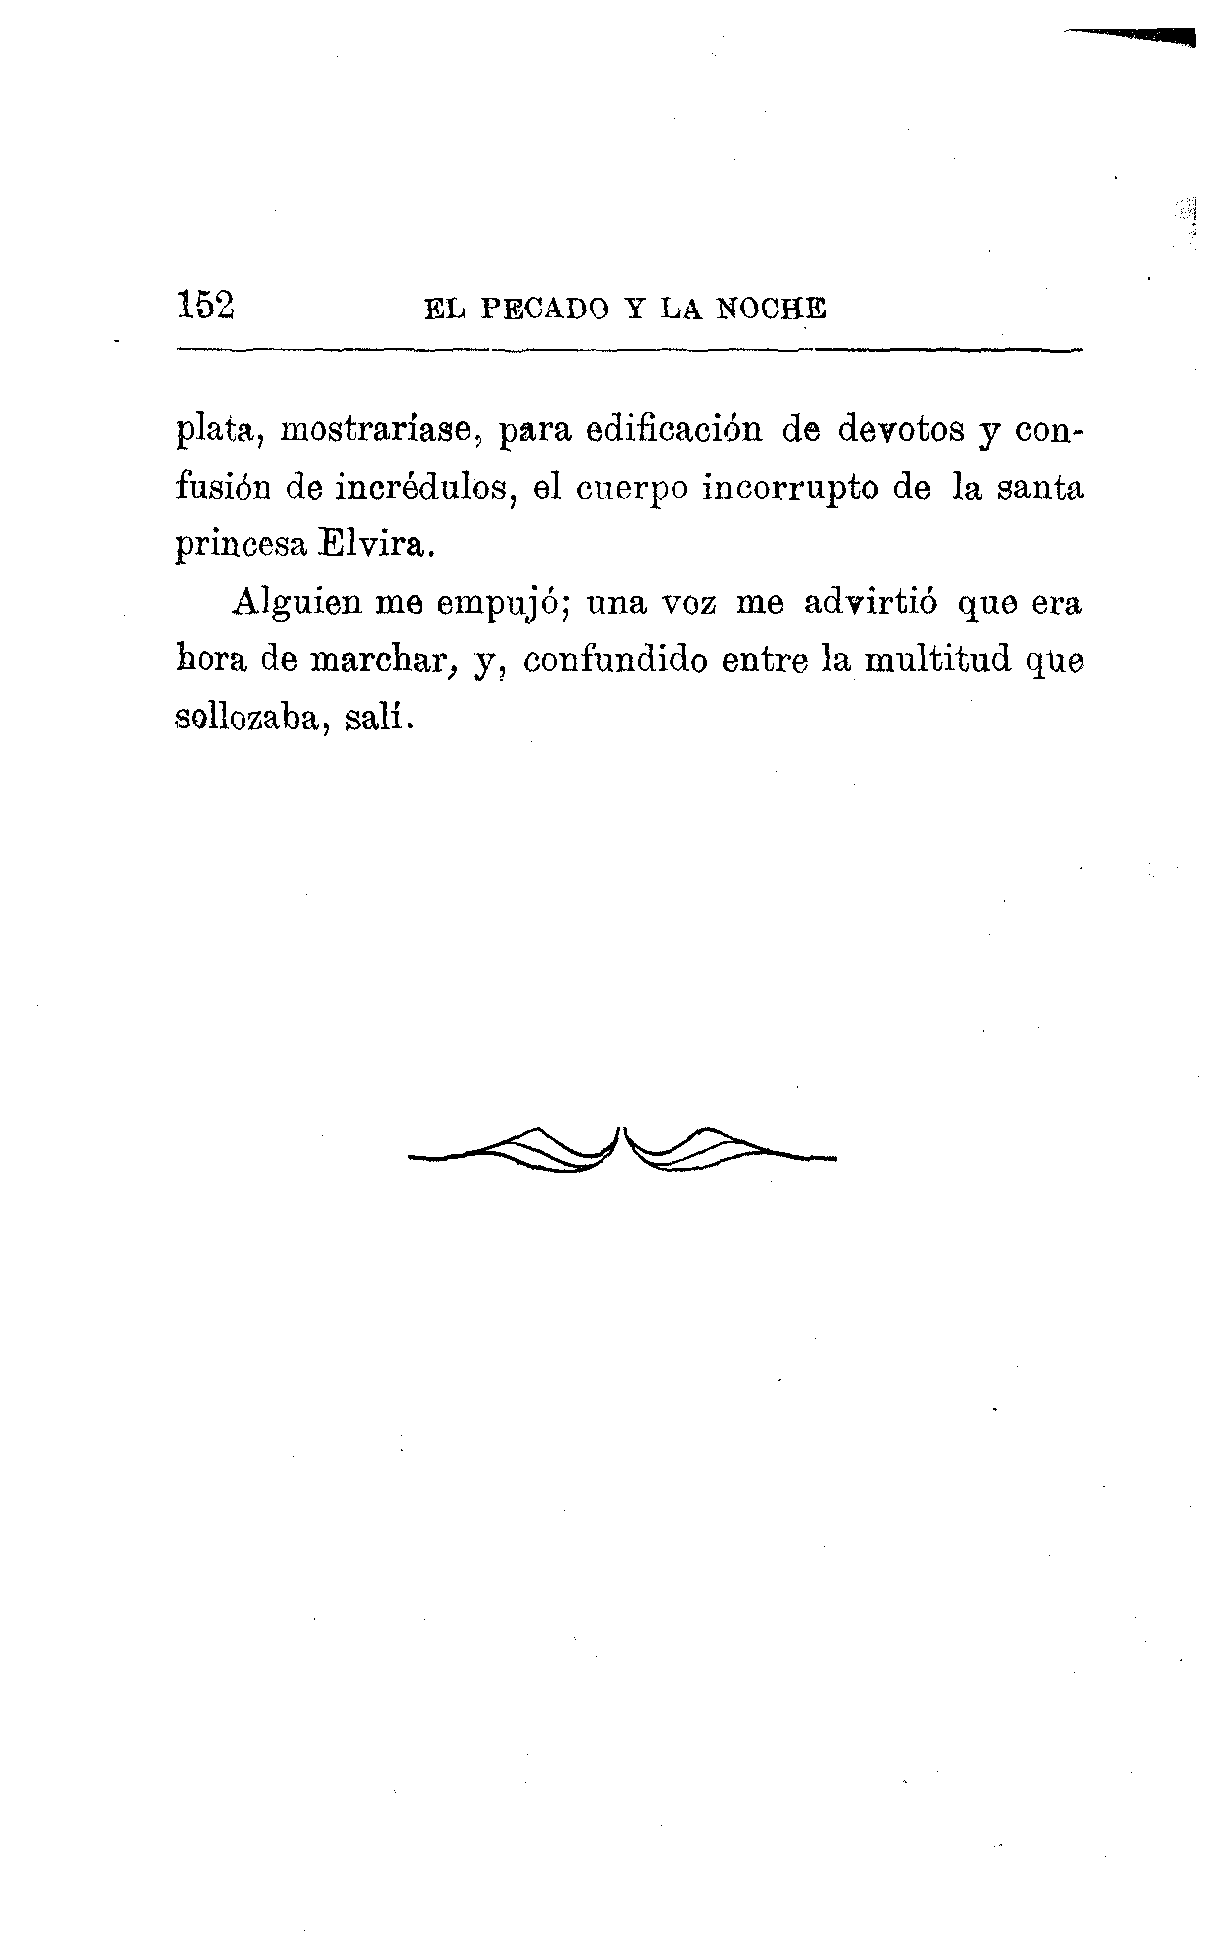 152 EL PECADO Y LA NOCHE
plata, mostraríase, para edificación de devotos y con-
fusión de incrédulos, el cuerpo incorrupto de la santa
princesa Elvira.
Alguien me empujó; una voz me advirtió que era
hora de marchar, y, confundido entre la multitud que
sollozaba, salí.